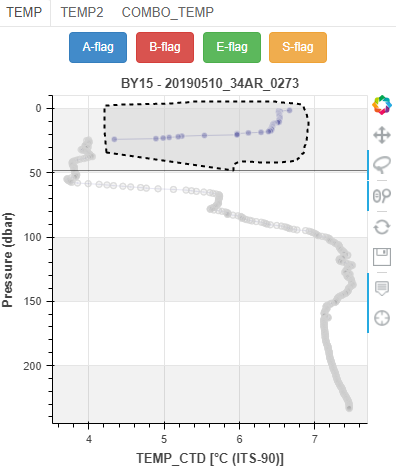 TEMP TEMP2 COMBO_TEMP
A-flag B-flag E-flag S-flag
BY15 - 20190510_34AR_0273
0
50
100
150
200
Pressure (dbar)
4 5 6 7
TEMP_CTD [°C (ITS-90)]